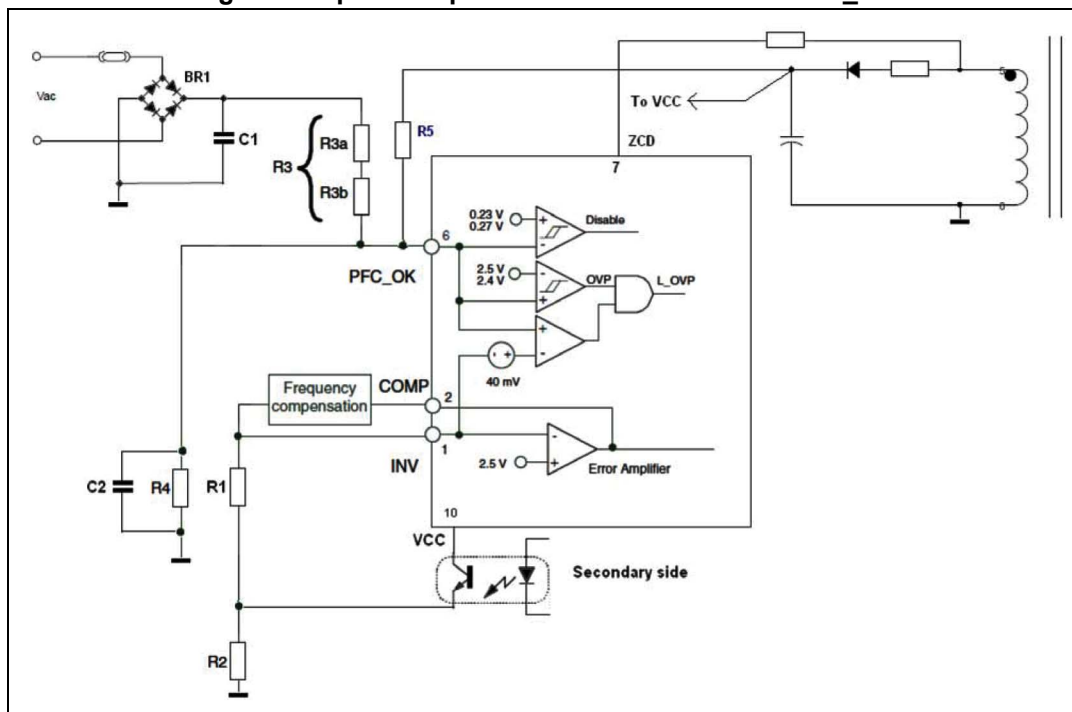 BR1
Vac
C1
R3
R3a
R3b
R5
To VCC
5
6
ZCD
7
0.23 V
0.27 V
+
-
Disable
6
PFC_OK
2.5 V
2.4 V
-
+
OVP
L_OVP
+
-
- +
40 mV
Frequency
compensation
COMP
2
INV
1
-
2.5 V
+
Error Amplifier
C2
R4
R1
10
VCC
Secondary side
R2